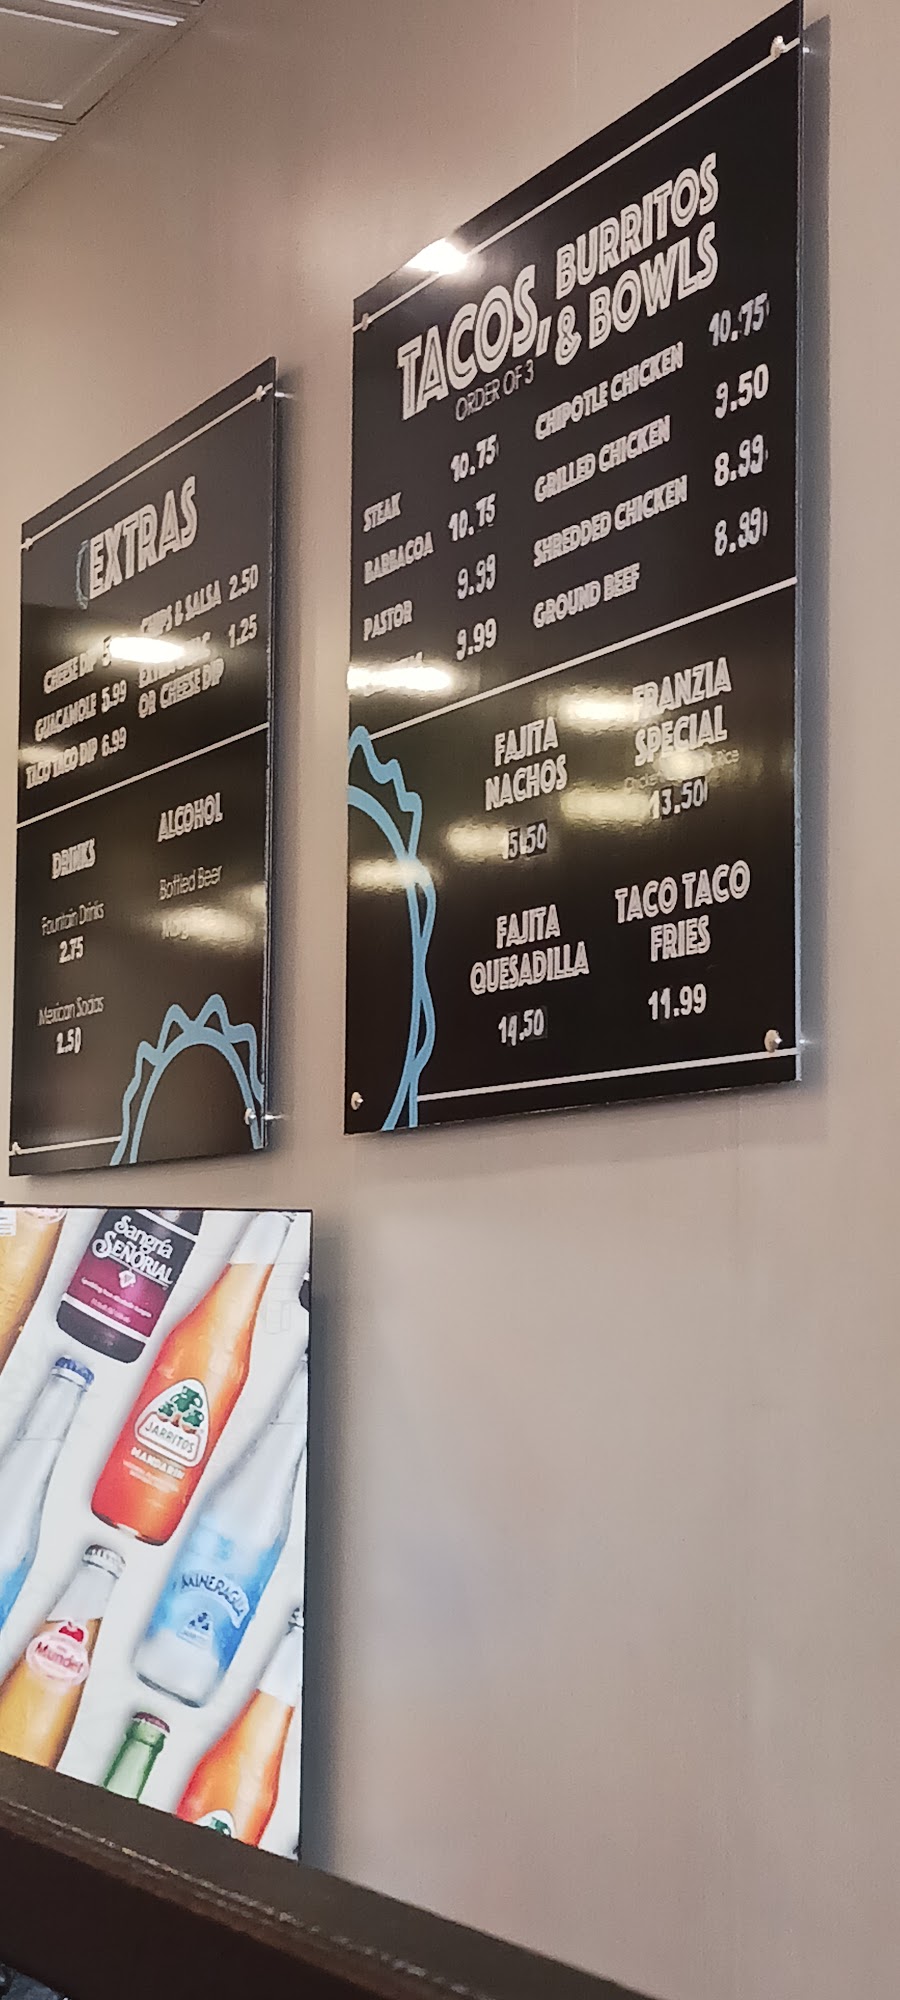 EXTRAS
CHEESE DIP
GUACAMOLE 5.99
TACO TACO DIP 6.99
CHIPS & SALSA 2.50
EXTRA 1.25
OR CHEESE DIP
DRINKS
Fountain Drinks
2.75
Mexican Sodas
2.50
ALCOHOL
Bottled Beer
TACOS, BURRITOS
& BOWLS
ORDER OF 3
STEAK 10.75
BARBACOA 10.75
PASTOR 9.99
9.99
CHIPOTLE CHICKEN 10.75
GRILLED CHICKEN 9.50
SHREDDED CHICKEN 8.99
GROUND BEEF 8.99
FAJITA
NACHOS
15.50
FRANZIA
SPECIAL
13.50
FAJITA
QUESADILLA
14.50
TACO TACO
FRIES
11.99
Sangría
SEÑORIAL
JARRITOS
MANDARIN
MINERAGUA
Mundet